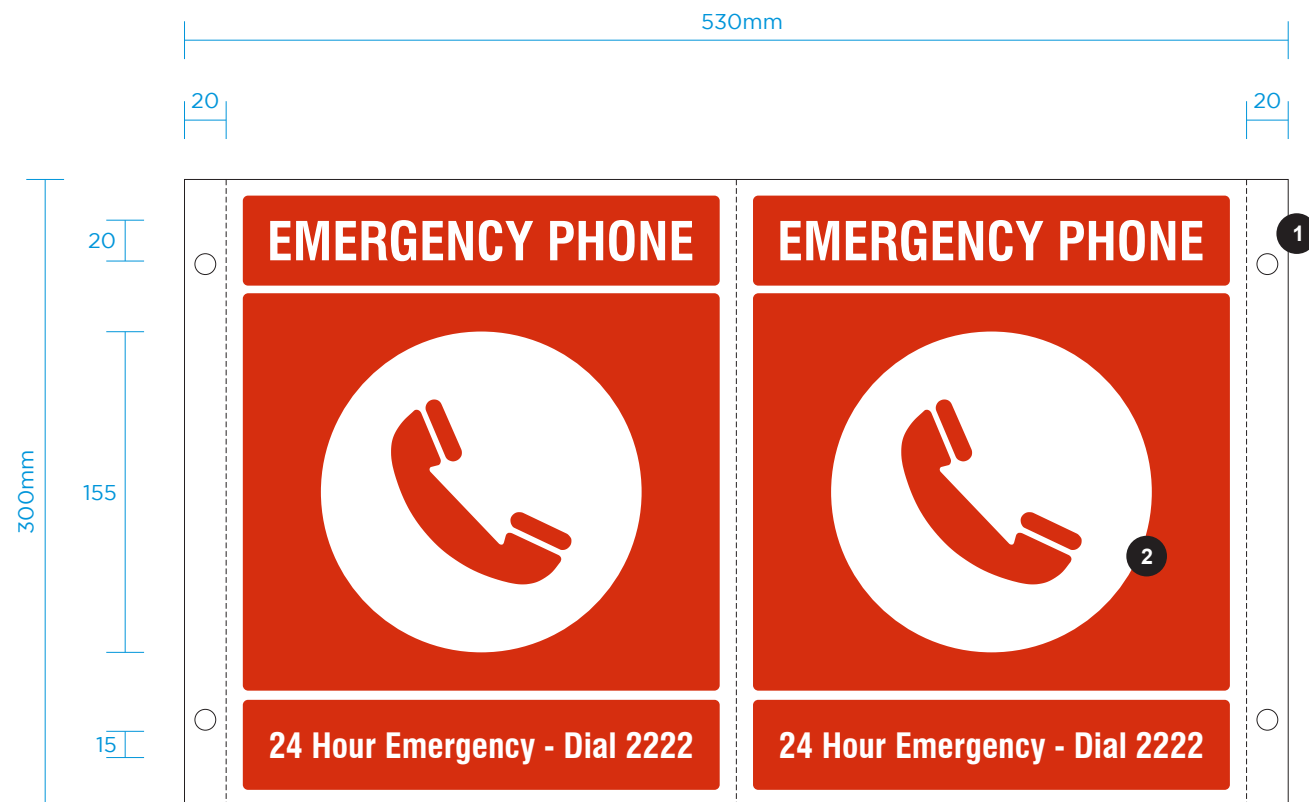 530mm
20 20
20
EMERGENCY PHONE EMERGENCY PHONE
1
300mm
155
2
15
24 Hour Emergency - Dial 2222 24 Hour Emergency - Dial 2222